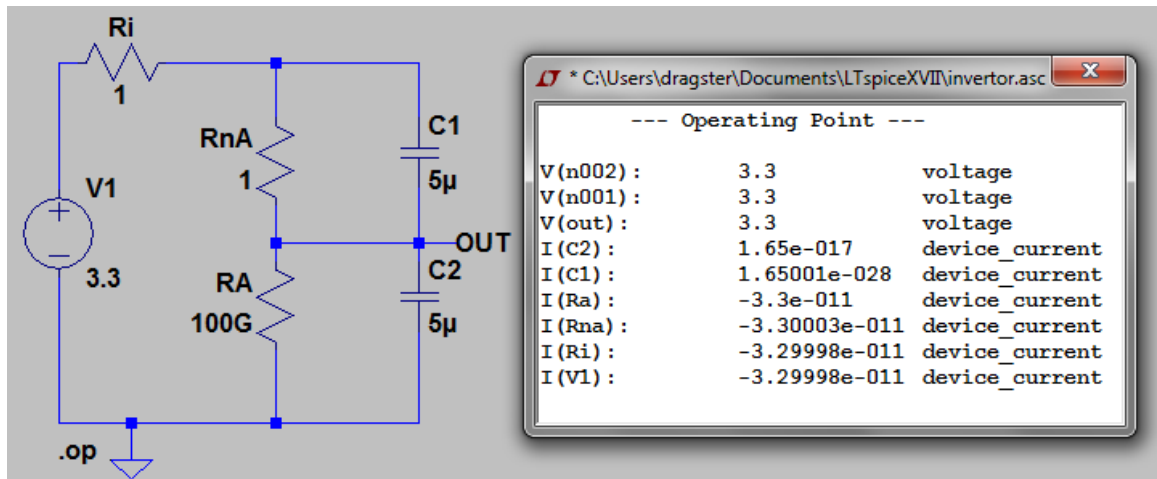 Ri
1
RnA
1
C1
5µ
V1
3.3
OUT
RA
100G
C2
5µ
.op
* C:\Users\dragster\Documents\LTspiceXVII\invertor.asc
--- Operating Point ---
V(n002): 3.3 voltage
V(n001): 3.3 voltage
V(out): 3.3 voltage
I(C2): 1.65e-017 device_current
I(C1): 1.65001e-028 device_current
I(Ra): -3.3e-011 device_current
I(Rna): -3.30003e-011 device_current
I(Ri): -3.29998e-011 device_current
I(V1): -3.29998e-011 device_current